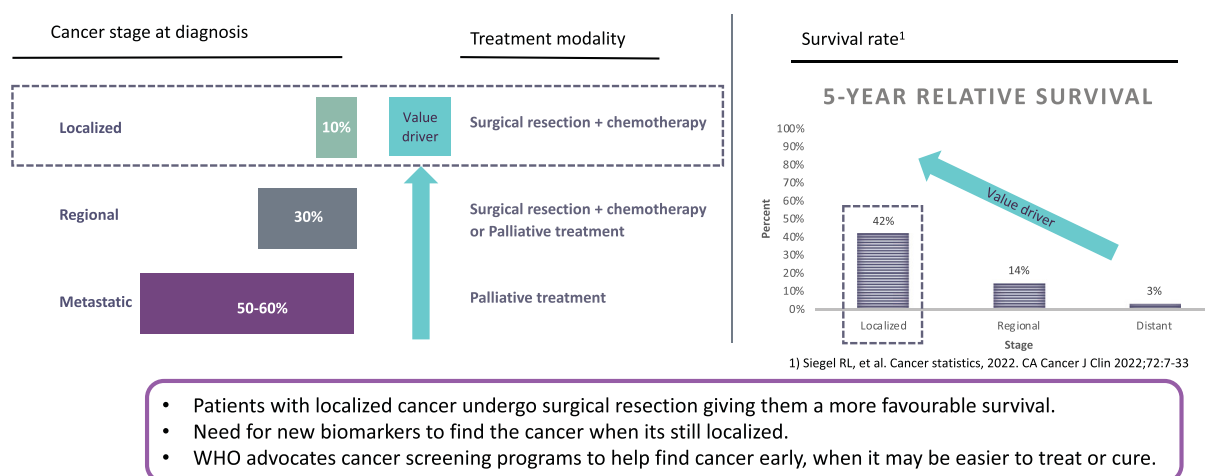 Cancer stage at diagnosis
Treatment modality
Localized
10%
Value
driver
Surgical resection + chemotherapy
Regional
30%
Surgical resection + chemotherapy
or Palliative treatment
Metastatic
50-60%
Palliative treatment
Survival rate1
5-YEAR RELATIVE SURVIVAL
100%
90%
80%
70%
60%
50%
40%
30%
20%
10%
0%
Percent
42%
14%
3%
Value driver
Localized
Regional
Distant
Stage
1) Siegel RL, et al. Cancer statistics, 2022. CA Cancer J Clin 2022;72:7-33
• Patients with localized cancer undergo surgical resection giving them a more favourable survival.
• Need for new biomarkers to find the cancer when its still localized.
• WHO advocates cancer screening programs to help find cancer early, when it may be easier to treat or cure.